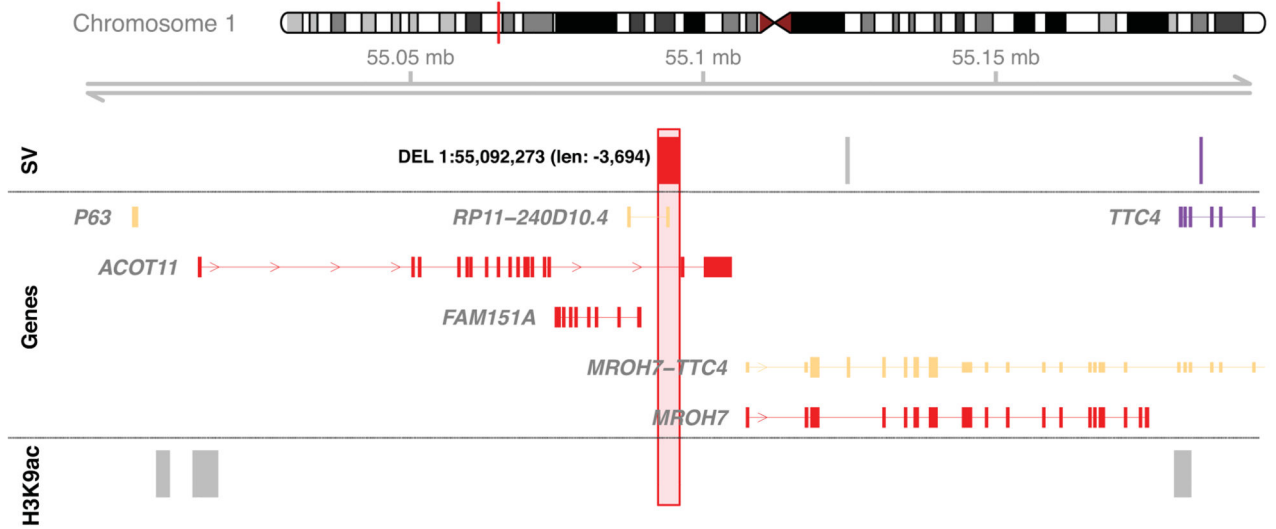 Chromosome 1
55.05 mb 55.1 mb 55.15 mb
SV
DEL 1:55,092,273 (len: -3,694)
Genes
P63 RP11-240D10.4 TTC4
ACOT11
FAM151A
MROH7-TTC4
MROH7
H3K9ac